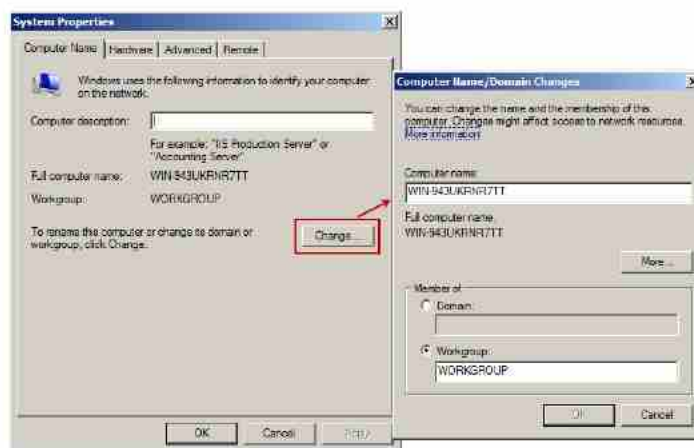 System Properties
Computer Name
Hardware
Advanced
Remote
Windows uses the following information to identify your computer
on the network.
Computer description:
For example: "IIS Production Server" or
"Accounting Server"
Full computer name:
WIN-943UKRNR7TT
Workgroup:
WORKGROUP
To rename this computer or change its domain or
workgroup, click Change.
Change...
OK
Cancel
Apply
Computer Name/Domain Changes
You can change the name and the membership of this
computer. Changes might affect access to network resources.
More information
Computer name:
WIN-943UKRNR7TT
Full computer name:
WIN-943UKRNR7TT
More...
Member of
Domain:
Workgroup:
WORKGROUP
OK
Cancel